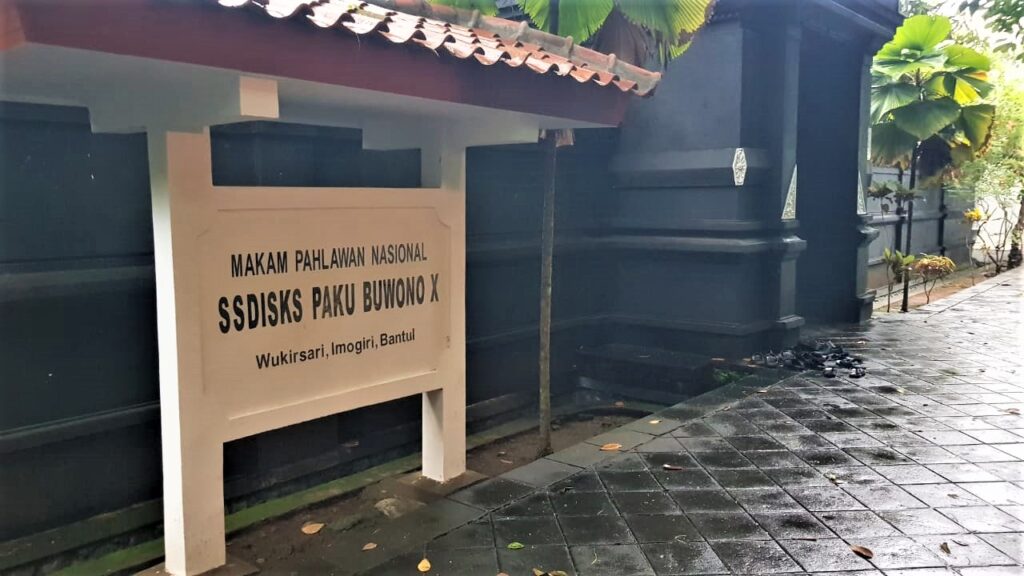 MAKAM PAHLAWAN NASIONAL
SSDISKS PAKU BUWONO X
Wukirsari, Imogiri, Bantul